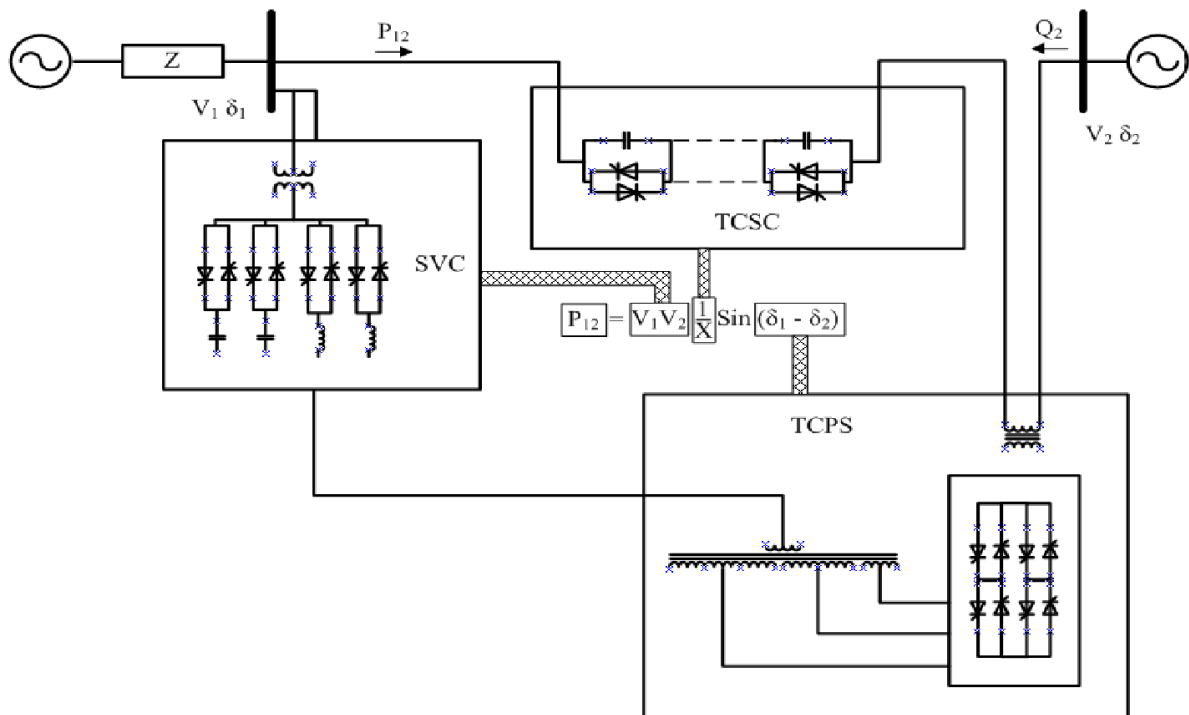 P₁₂
Q₂
Z
V₁ δ₁
V₂ δ₂
TCSC
SVC
P₁₂ = V₁V₂ 1/X Sin (δ₁ - δ₂)
TCPS